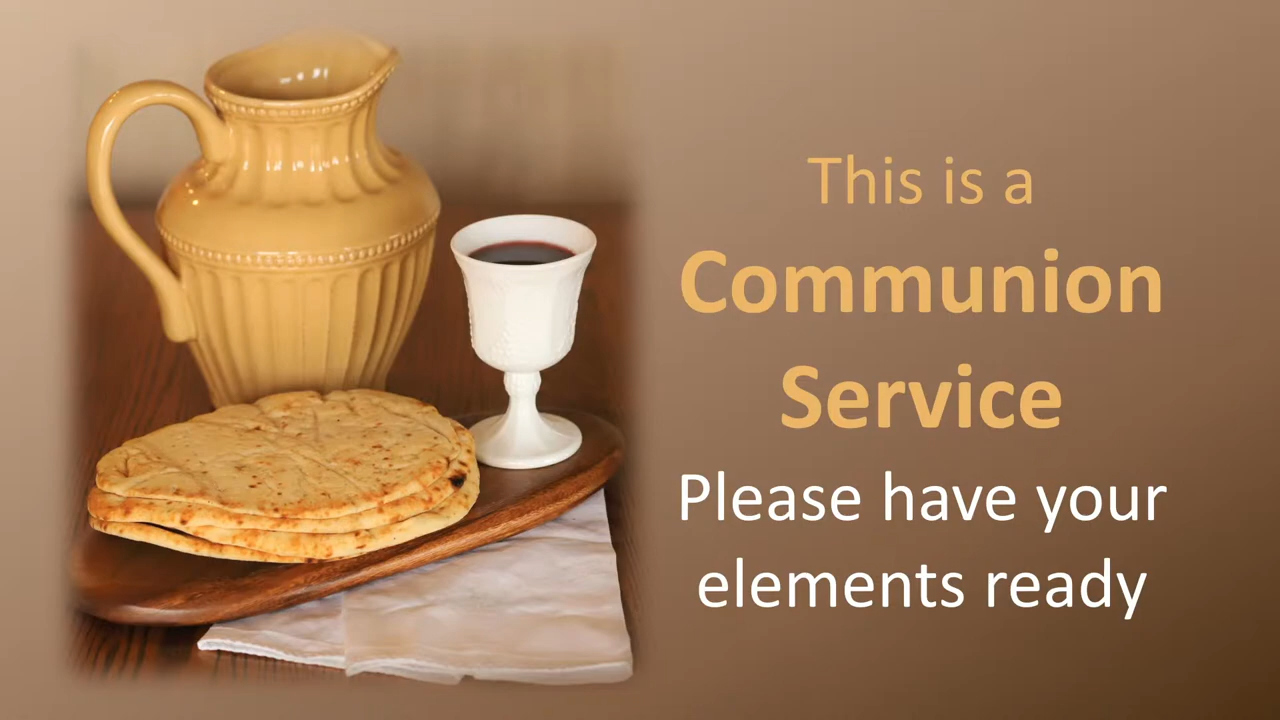 This is a
Communion
Service
Please have your
elements ready